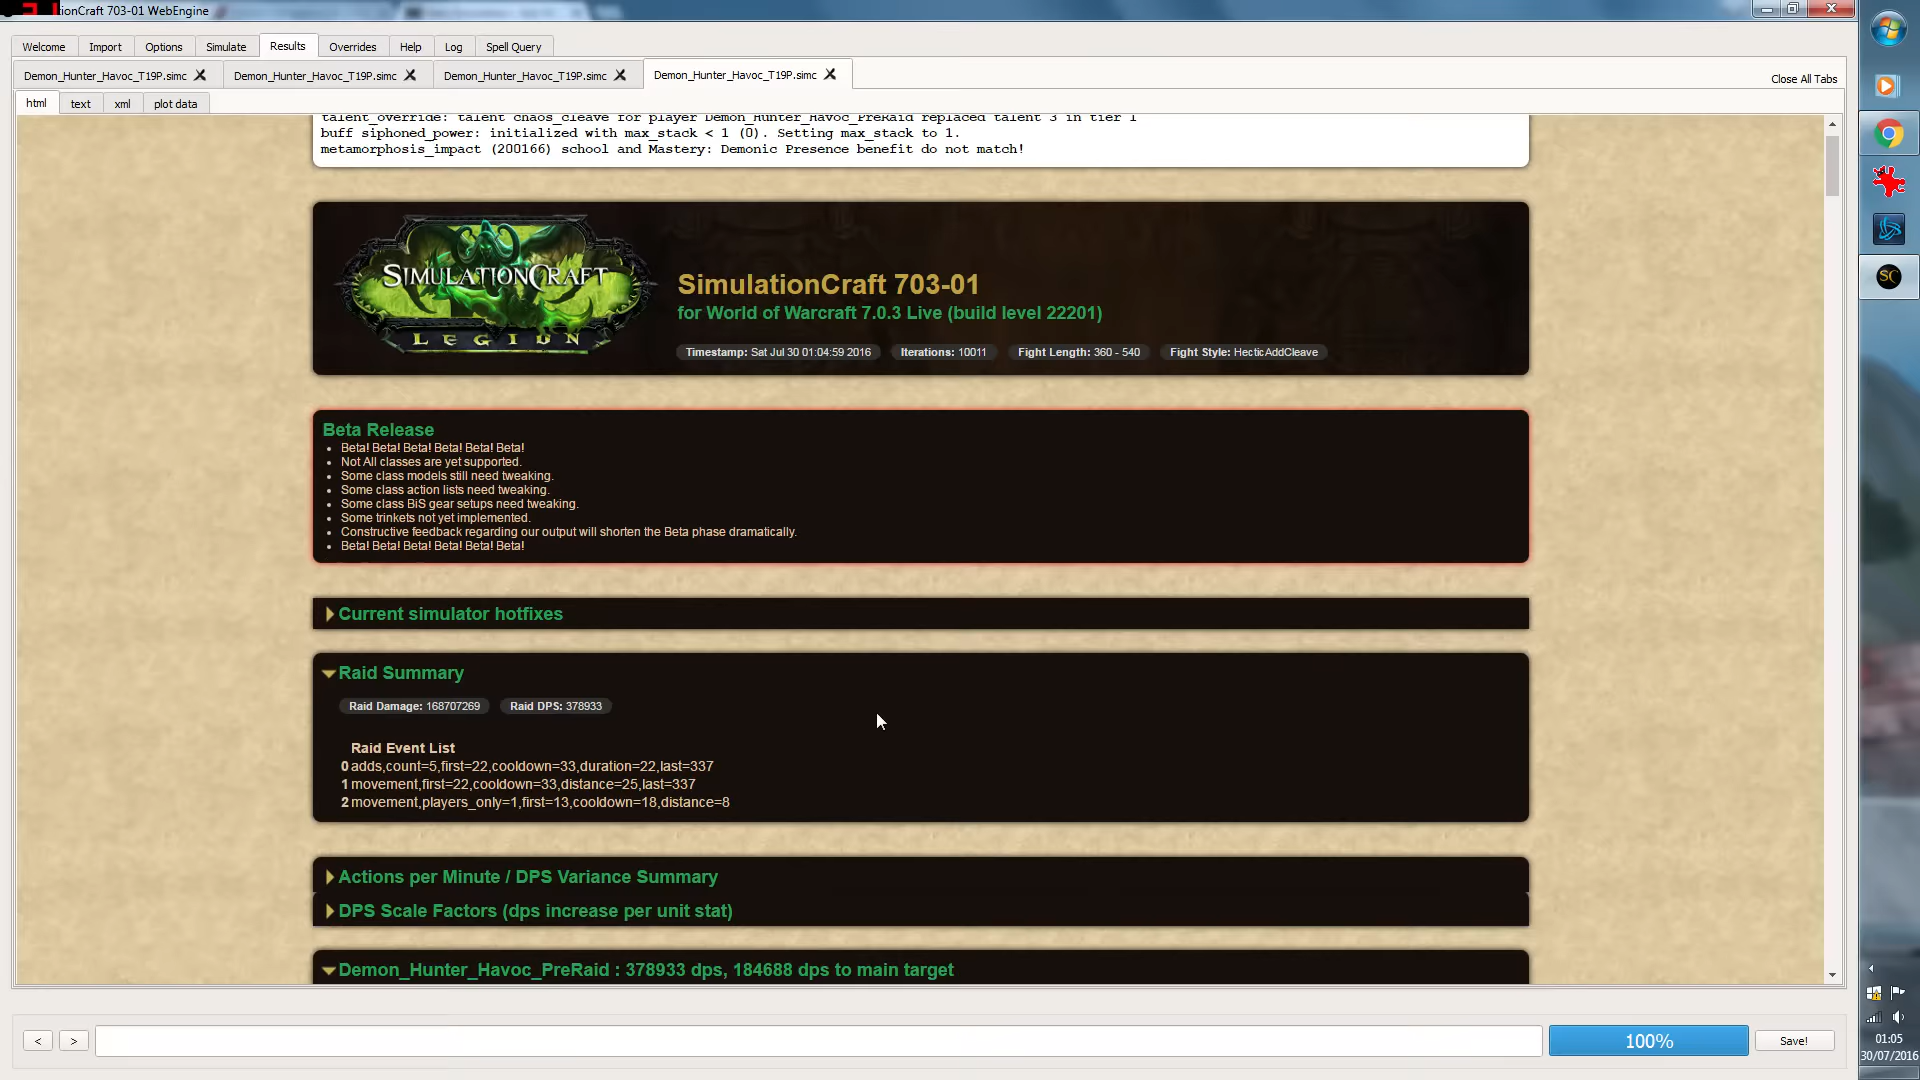 ionCraft 703-01 WebEngine
Welcome Import Options Simulate Results Overrides Help Log Spell Query
Demon_Hunter_Havoc_T19P.simc Demon_Hunter_Havoc_T19P.simc Demon_Hunter_Havoc_T19P.simc Demon_Hunter_Havoc_T19P.simc Close All Tabs
html text xml plot data
talent_override: talent chaos_cleave for player Demon_Hunter_Havoc_PreRaid replaced talent 3 in tier 1
buff siphoned_power: initialized with max_stack < 1 (0). Setting max_stack to 1.
metamorphosis_impact (200166) school and Mastery: Demonic Presence benefit do not match!
SIMULATIONCRAFT
LEGION
SimulationCraft 703-01
for World of Warcraft 7.0.3 Live (build level 22201)
Timestamp: Sat Jul 30 01:04:59 2016 Iterations: 10011 Fight Length: 360 - 540 Fight Style: HecticAddCleave
Beta Release
Beta! Beta! Beta! Beta! Beta! Beta!
Not All classes are yet supported.
Some class models still need tweaking.
Some class action lists need tweaking.
Some class BiS gear setups need tweaking.
Some trinkets not yet implemented.
Constructive feedback regarding our output will shorten the Beta phase dramatically.
Beta! Beta! Beta! Beta! Beta! Beta!
Current simulator hotfixes
Raid Summary
Raid Damage: 168707269 Raid DPS: 378933
Raid Event List
0 adds,count=5,first=22,cooldown=33,duration=22,last=337
1 movement,first=22,cooldown=33,distance=25,last=337
2 movement,players_only=1,first=13,cooldown=18,distance=8
Actions per Minute / DPS Variance Summary
DPS Scale Factors (dps increase per unit stat)
Demon_Hunter_Havoc_PreRaid : 378933 dps, 184688 dps to main target
< > 100% Save!
SC
01:05
30/07/2016